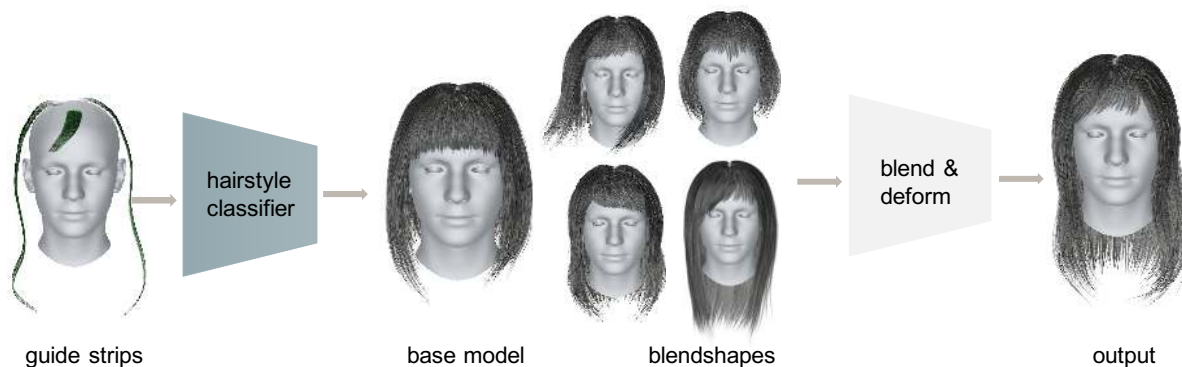 hairstyle
classifier
blend &
deform
guide strips
base model
blendshapes
output